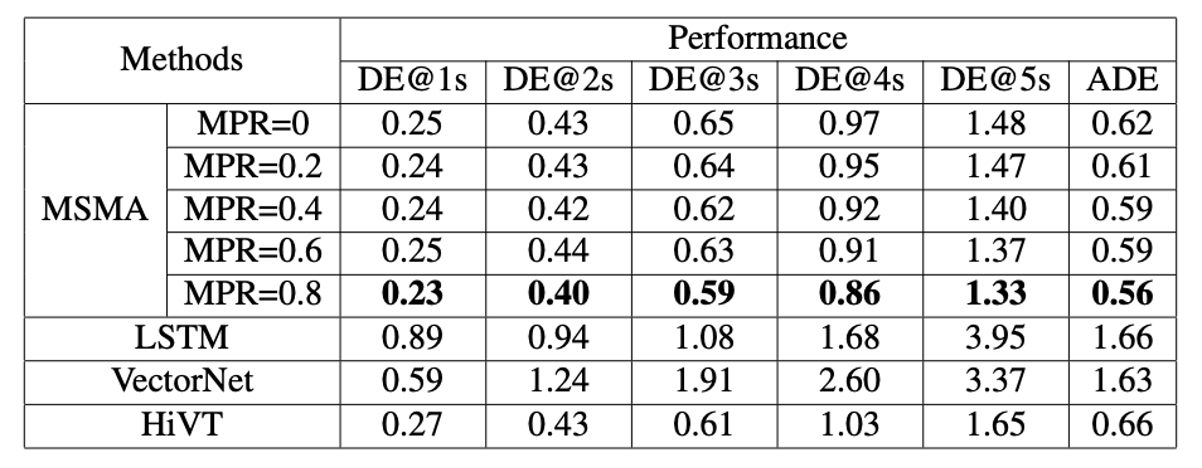 Methods Performance
DE@1s DE@2s DE@3s DE@4s DE@5s ADE
MSMA MPR=0 0.25 0.43 0.65 0.97 1.48 0.62
MPR=0.2 0.24 0.43 0.64 0.95 1.47 0.61
MPR=0.4 0.24 0.42 0.62 0.92 1.40 0.59
MPR=0.6 0.25 0.44 0.63 0.91 1.37 0.59
MPR=0.8 0.23 0.40 0.59 0.86 1.33 0.56
LSTM 0.89 0.94 1.08 1.68 3.95 1.66
VectorNet 0.59 1.24 1.91 2.60 3.37 1.63
HiVT 0.27 0.43 0.61 1.03 1.65 0.66